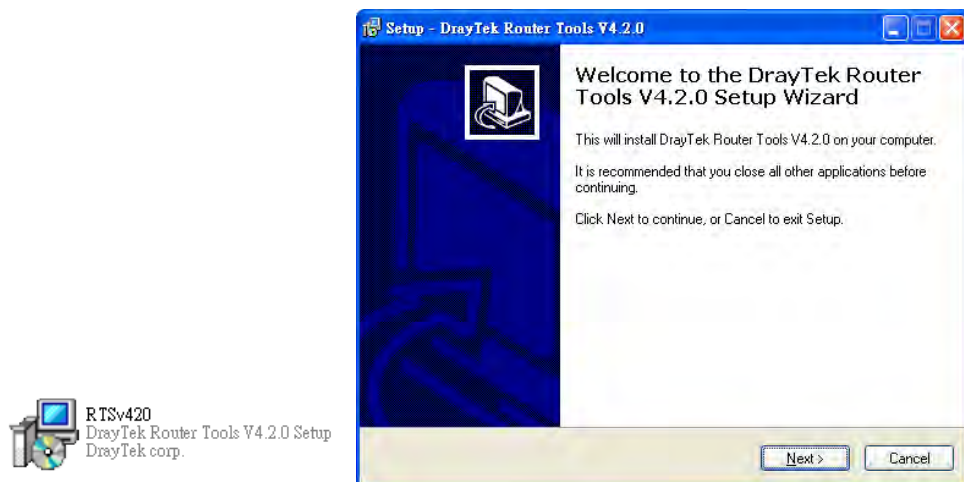 Setup - DrayTek Router Tools V4.2.0
Welcome to the DrayTek Router
Tools V4.2.0 Setup Wizard
This will install DrayTek Router Tools V4.2.0 on your computer.
It is recommended that you close all other applications before
continuing.
Click Next to continue, or Cancel to exit Setup.
RTSv420
DrayTek Router Tools V4.2.0 Setup
DrayTek corp.
Next >
Cancel